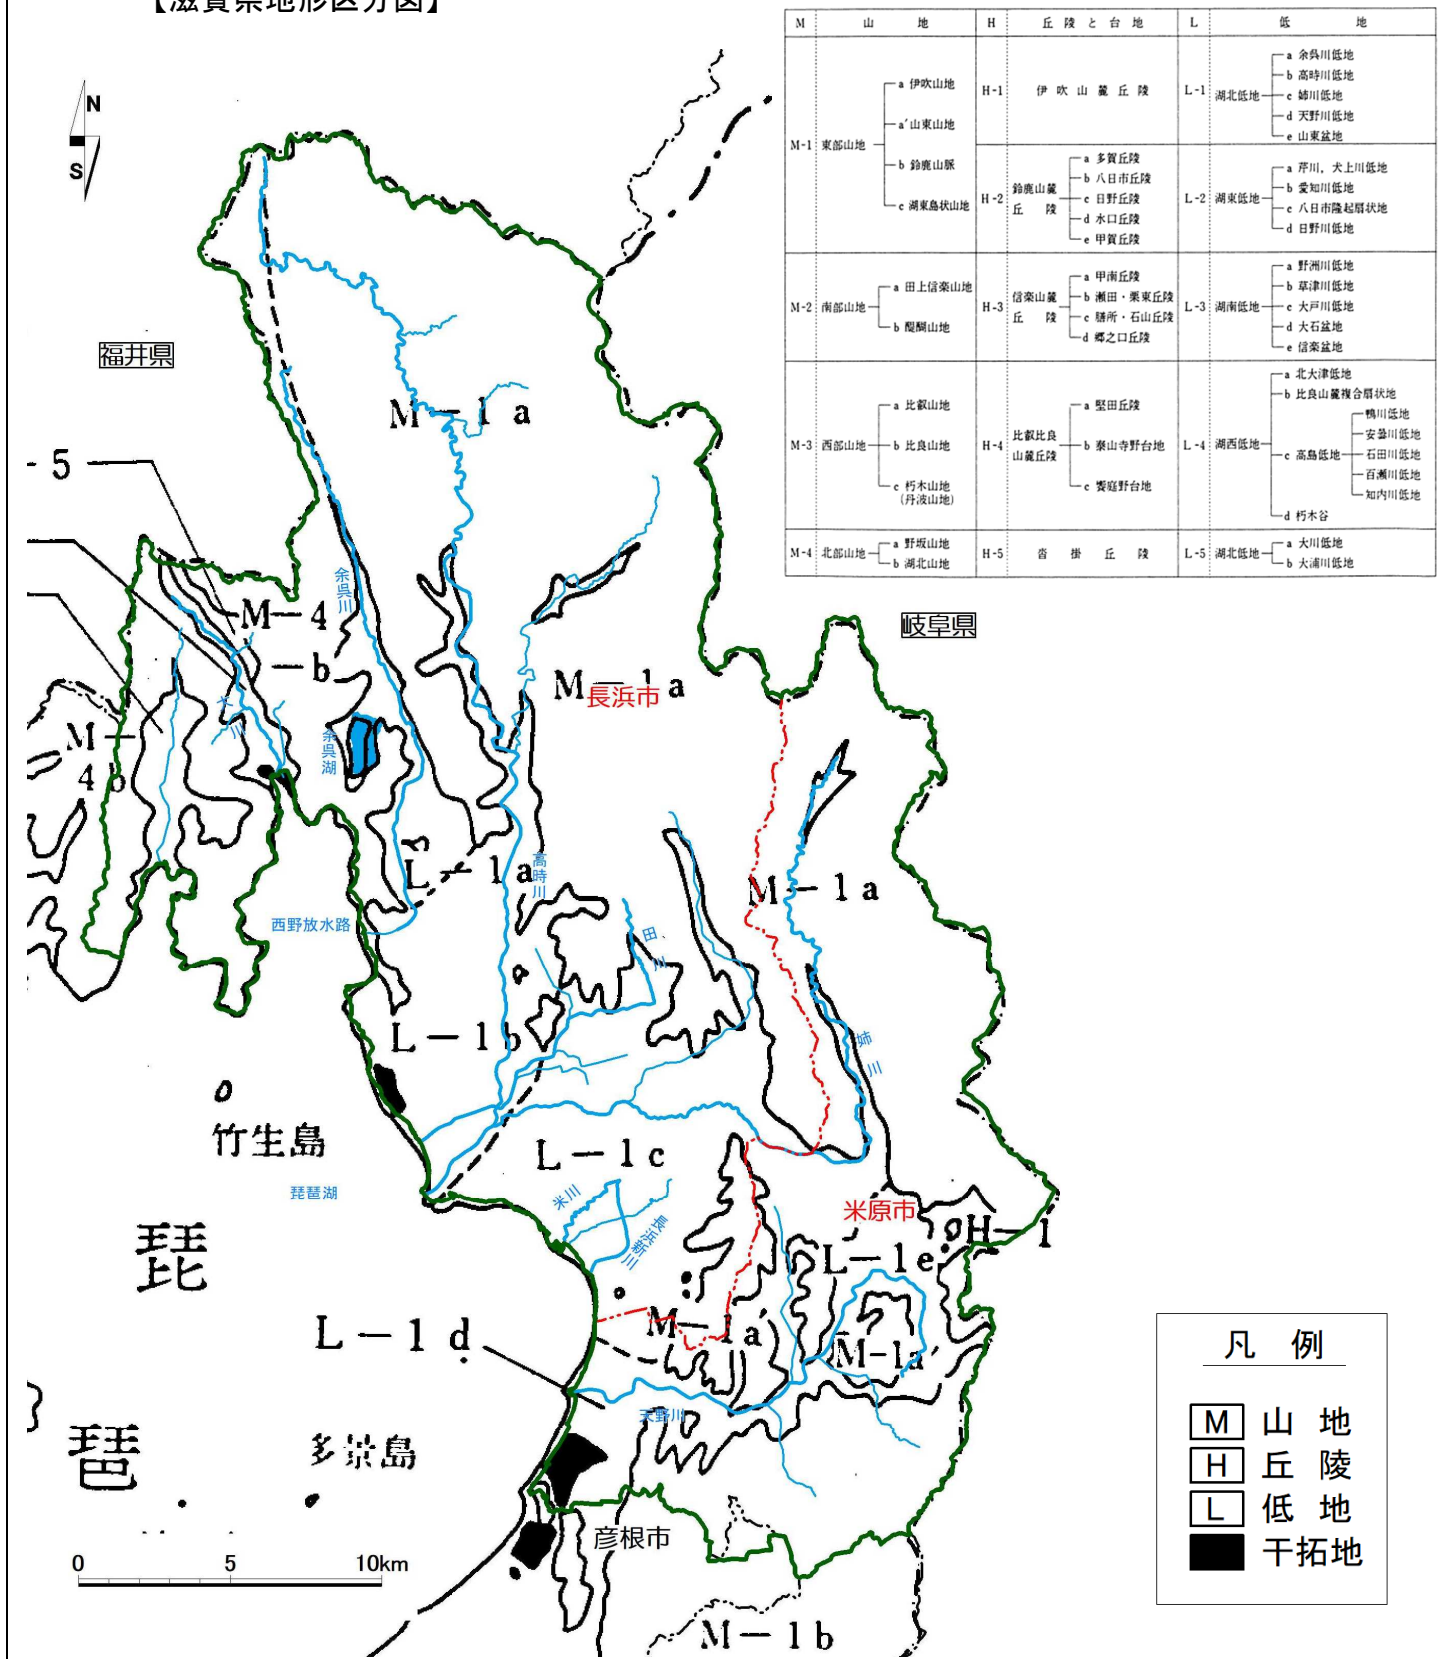 【滋賀県地形区分図】
M 山地 H 丘陵と台地 L 低地
M-1 東部山地
a 伊吹山地
a′山東山地
b 鈴鹿山脈
c 湖東島状山地
H-1 伊吹山麓丘陵
L-1 湖北低地
a 余呉川低地
b 高時川低地
c 姉川低地
d 天野川低地
e 山東盆地
H-2 鈴鹿山麓丘陵
a 多賀丘陵
b 八日市丘陵
c 日野丘陵
d 水口丘陵
e 甲賀丘陵
L-2 湖東低地
a 芹川，犬上川低地
b 愛知川低地
c 八日市隆起扇状地
d 日野川低地
M-2 南部山地
a 田上信楽山地
b 醍醐山地
H-3 信楽山麓丘陵
a 甲南丘陵
b 瀬田・栗東丘陵
c 膳所・石山丘陵
d 郷之口丘陵
L-3 湖南低地
a 野洲川低地
b 草津川低地
c 大戸川低地
d 大石盆地
e 信楽盆地
M-3 西部山地
a 比叡山地
b 比良山地
c 朽木山地
(丹波山地)
H-4 比叡比良山麓丘陵
a 堅田丘陵
b 泰山寺野台地
c 饗庭野台地
L-4 湖西低地
a 北大津低地
b 比良山麓複合扇状地
c 高島低地
鴨川低地
安曇川低地
石田川低地
百瀬川低地
知内川低地
d 朽木谷
M-4 北部山地
a 野坂山地
b 湖北山地
H-5 沓掛丘陵
L-5 湖北低地
a 大川低地
b 大浦川低地
N
S
福井県
M-1a
-5
余呉川
M-4
-b
岐阜県
M-1a
長浜市
大川
余呉湖
M-
4b
L-1a
高時川
M-1a
西野放水路
田川
L-1b
姉川
竹生島
L-1c
琵琶湖
米川
長浜新川
米原市
H-1
琵
L-1e
L-1d
M-1a′
M-1a′
天野川
琶
多景島
彦根市
0 5 10km
M-1b
凡 例
M 山 地
H 丘 陵
L 低 地
干拓地